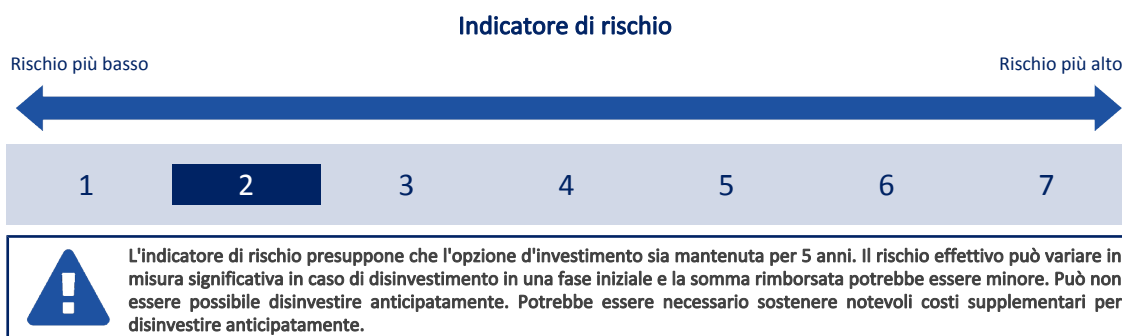 Indicatore di rischio
Rischio più basso
Rischio più alto
1 2 3 4 5 6 7
L'indicatore di rischio presuppone che l'opzione d'investimento sia mantenuta per 5 anni. Il rischio effettivo può variare in
misura significativa in caso di disinvestimento in una fase iniziale e la somma rimborsata potrebbe essere minore. Può non
essere possibile disinvestire anticipatamente. Potrebbe essere necessario sostenere notevoli costi supplementari per
disinvestire anticipatamente.